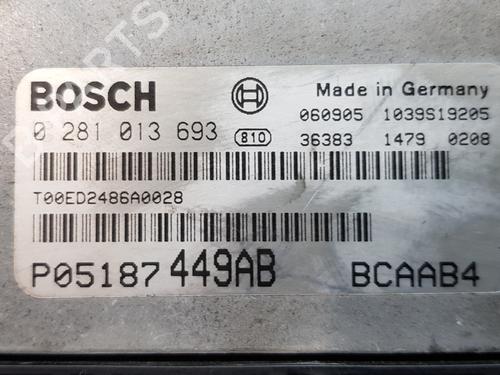 BOSCH Made in Germany
060905 1039S19205
0 281 013 693 810 36383 1479 0208
T00ED2486A0028
P05187449AB BCAAB4